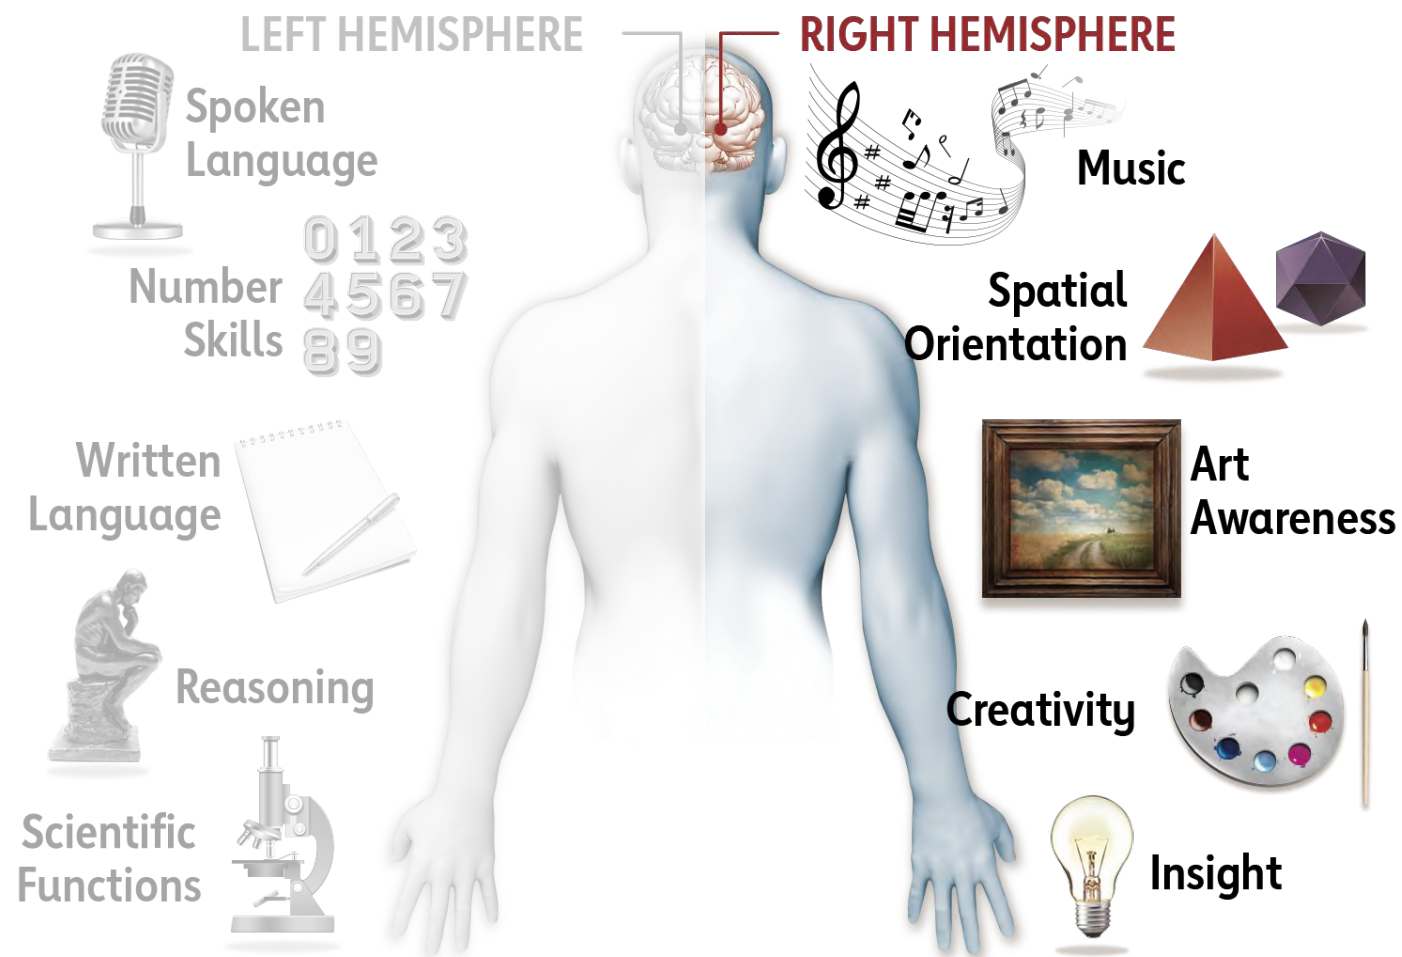 LEFT HEMISPHERE
RIGHT HEMISPHERE
Spoken
Language
0123
4567
89
Number
Skills
Written
Language
Reasoning
Scientific
Functions
Music
Spatial
Orientation
Art
Awareness
Creativity
Insight